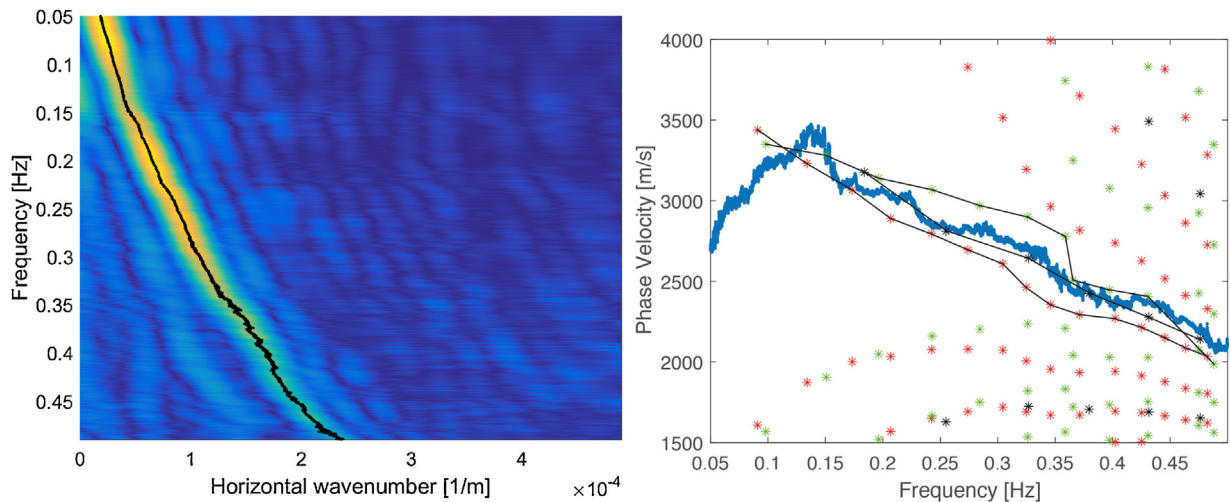 0.05
0.1
0.15
0.2
0.25
0.3
0.35
0.4
0.45
Frequency [Hz]
0 1 2 3 4
×10⁻⁴
Horizontal wavenumber [1/m]
4000
3500
3000
2500
2000
1500
Phase Velocity [m/s]
0.05 0.1 0.15 0.2 0.25 0.3 0.35 0.4 0.45
Frequency [Hz]